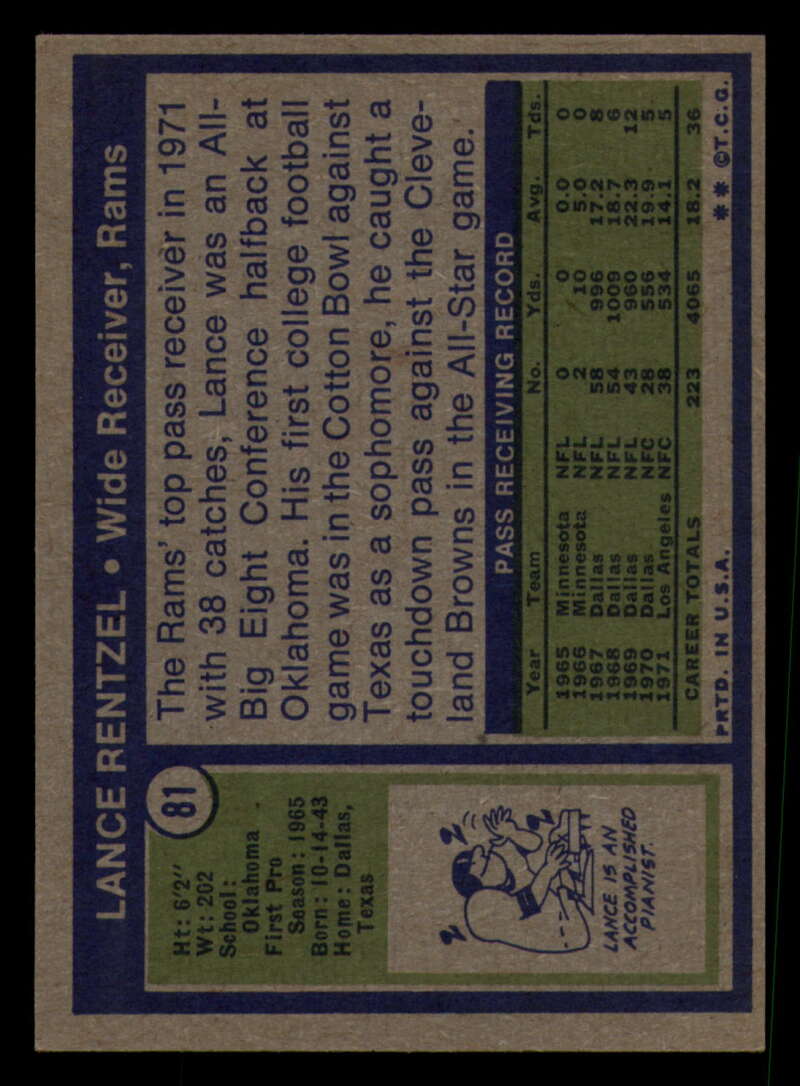 LANCE RENTZEL • Wide Receiver, Rams
81
Ht: 6'2"
Wt: 202
School:
Oklahoma
First Pro
Season: 1965
Born: 10-14-43
Home: Dallas,
Texas
LANCE IS AN
ACCOMPLISHED
PIANIST.
The Rams' top pass receiver in 1971
with 38 catches, Lance was an All-
Big Eight Conference halfback at
Oklahoma. His first college football
game was in the Cotton Bowl against
Texas as a sophomore, he caught a
touchdown pass against the Cleve-
land Browns in the All-Star game.
PASS RECEIVING RECORD
Year Team No. Yds. Avg. Tds.
1965 Minnesota NFL 0 0 0.0 0
1966 Minnesota NFL 2 10 5.0 0
1967 Dallas NFL 58 996 17.2 8
1968 Dallas NFL 54 1009 18.7 6
1969 Dallas NFL 43 960 22.3 12
1970 Dallas NFC 28 556 19.9 5
1971 Los Angeles NFC 38 534 14.1 5
CAREER TOTALS 223 4065 18.2 36
PRTD. IN U.S.A. ** ©T.C.G.